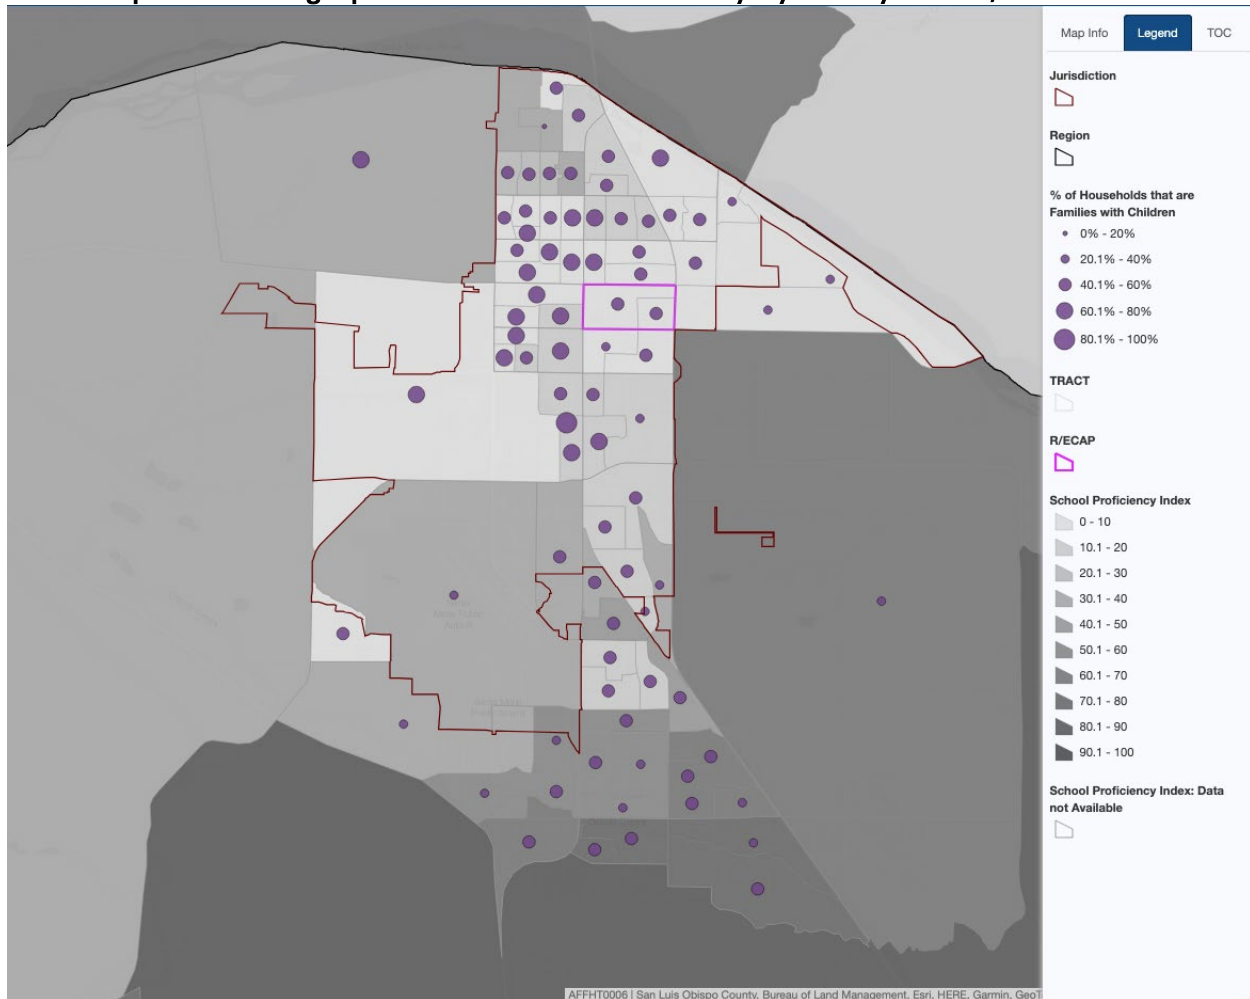 Map Info Legend TOC
Jurisdiction
Region
% of Households that are
Families with Children
0% - 20%
20.1% - 40%
40.1% - 60%
60.1% - 80%
80.1% - 100%
TRACT
R/ECAP
School Proficiency Index
0 - 10
10.1 - 20
20.1 - 30
30.1 - 40
40.1 - 50
50.1 - 60
60.1 - 70
70.1 - 80
80.1 - 90
90.1 - 100
School Proficiency Index: Data
not Available
AFFHT0006 | San Luis Obispo County, Bureau of Land Management, Esri, HERE, Garmin,